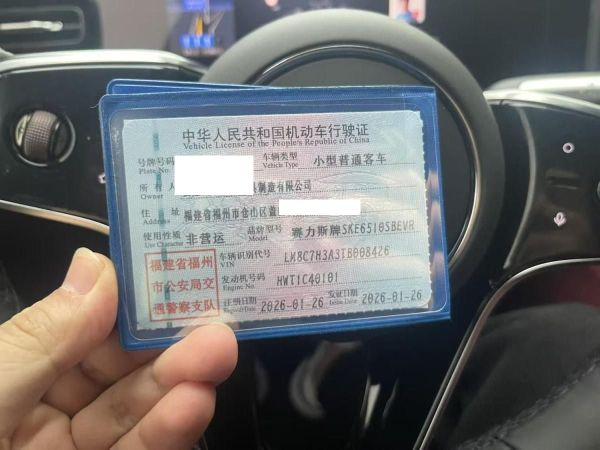 中华人民共和国机动车行驶证
Vehicle License of the People's Republic of China
号牌号码 车辆类型 小型普通客车
Plate No. Vehicle Type
所有人 制造有限公司
Owner
住址 福建省福州市仓山区盖
Address
使用性质 非营运 品牌型号 赛力斯牌SKE6510SBEVR
Use Character Model
福建省福州 车辆识别代号 LM8C7H3A3TB008426
VIN
市公安局交 发动机号码 HWT1C40101
Engine No.
通警察支队 注册日期 2026-01-26 发证日期 2026-01-26
Register Date Issue Date